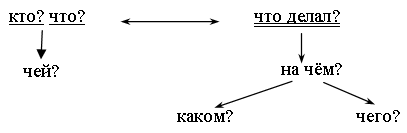 кто? что? что делал?
чей? на чём?
каком? чего?